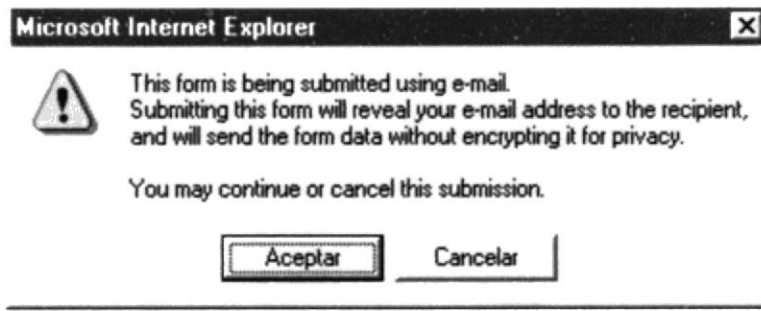 Microsoft Internet Explorer
This form is being submitted using e-mail.
Submitting this form will reveal your e-mail address to the recipient,
and will send the form data without encrypting it for privacy.
You may continue or cancel this submission.
Aceptar Cancelar